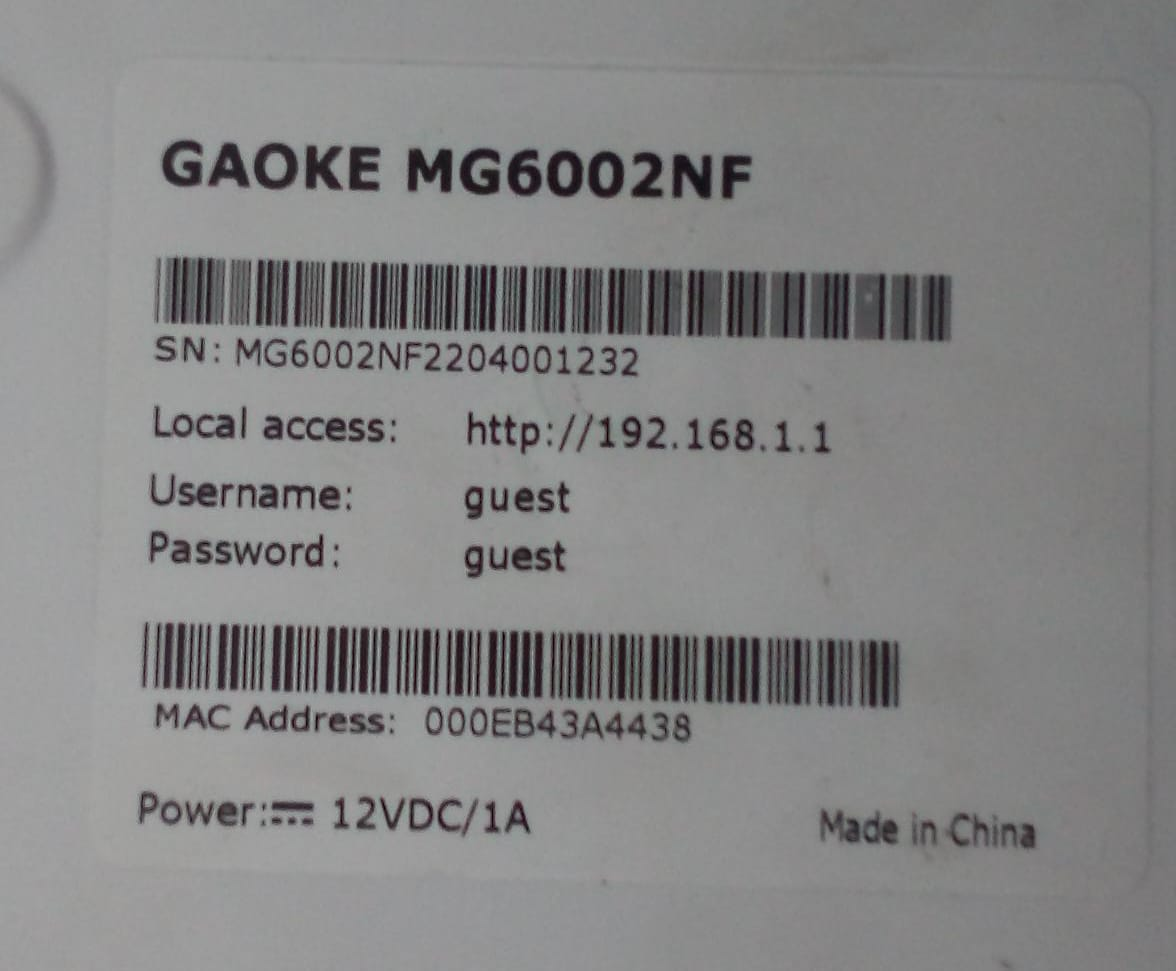 GAOKE MG6002NF
SN: MG6002NF2204001232
Local access: http://192.168.1.1
Username: guest
Password: guest
MAC Address: 000EB43A4438
Power: 12VDC/1A
Made in China